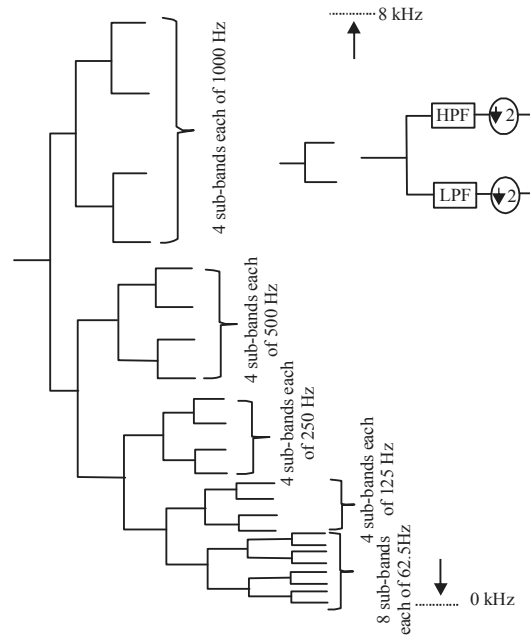 8 kHz
4 sub-bands each of 1000 Hz
HPF
2
LPF
2
4 sub-bands each
of 500 Hz
4 sub-bands each
of 250 Hz
4 sub-bands each
of 125 Hz
8 sub-bands
each of 62.5Hz
0 kHz